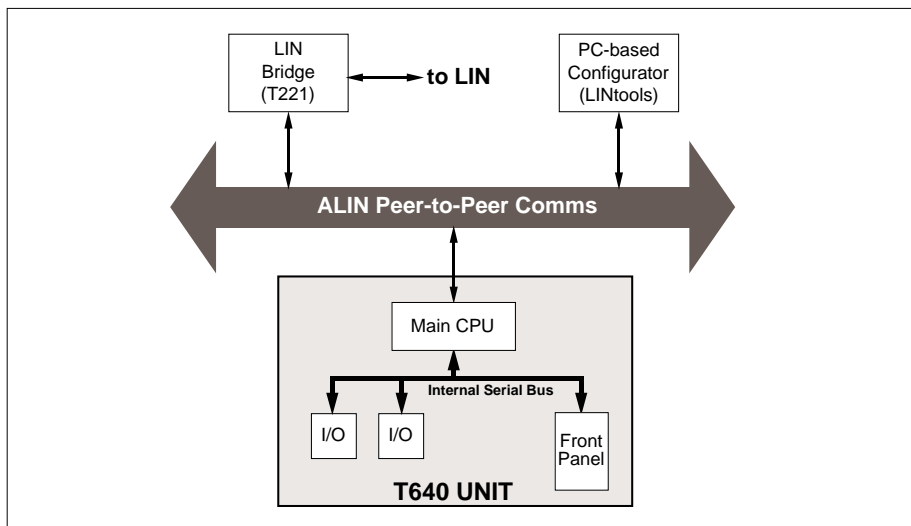 LIN
Bridge
(T221)
to LIN
PC-based
Configurator
(LINtools)
ALIN Peer-to-Peer Comms
Main CPU
Internal Serial Bus
I/O
I/O
Front
Panel
T640 UNIT